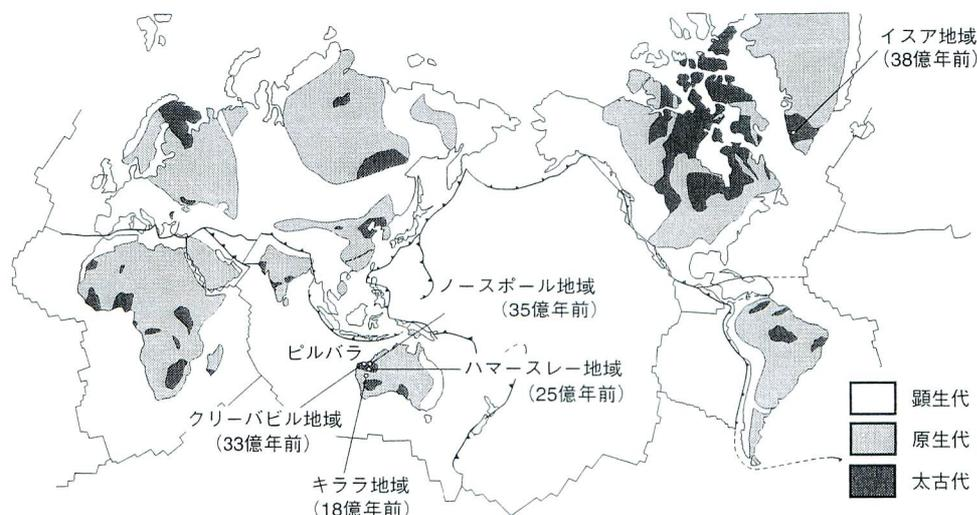 イスア地域
(38億年前)
ノースポール地域
(35億年前)
ピルバラ
ハマースレー地域
(25億年前)
クリーバビル地域
(33億年前)
キララ地域
(18億年前)
顕生代
原生代
太古代